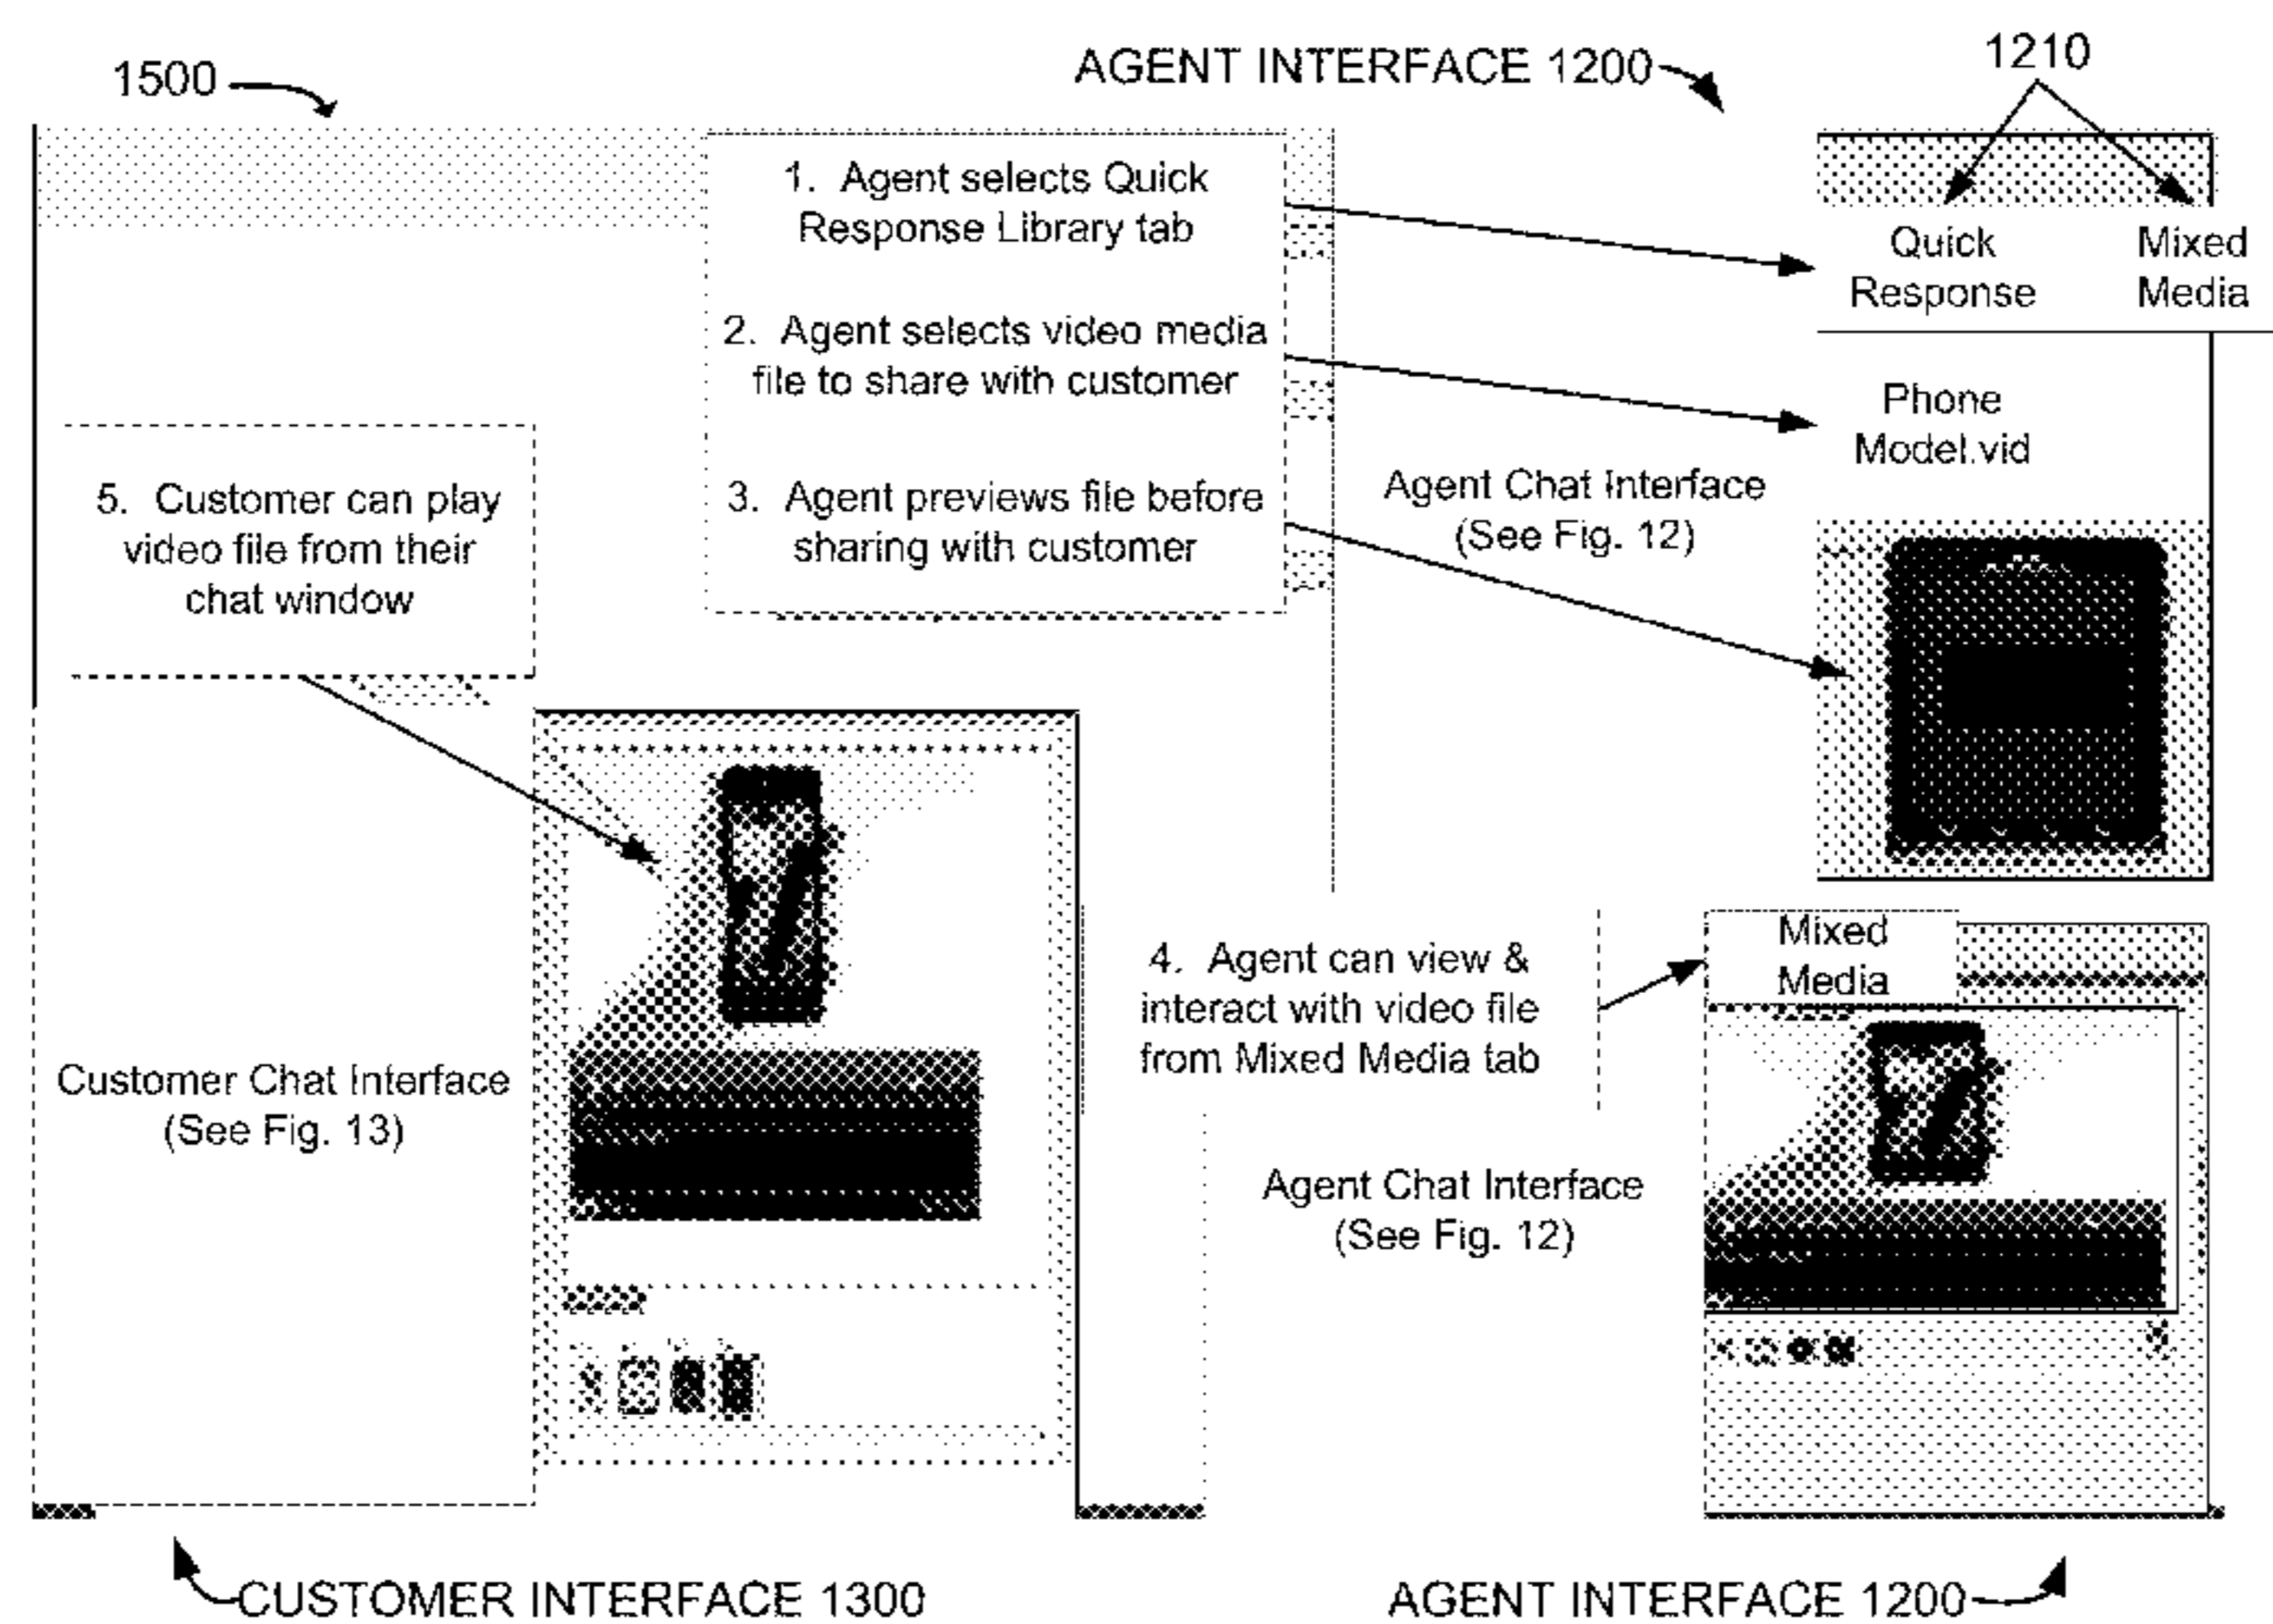 1500
AGENT INTERFACE 1200
1210
1. Agent selects Quick
Response Library tab
2. Agent selects video media
file to share with customer
3. Agent previews file before
sharing with customer
Quick
Response
Mixed
Media
Phone
Model.vid
Agent Chat Interface
(See Fig. 12)
5. Customer can play
video file from their
chat window
Customer Chat Interface
(See Fig. 13)
4. Agent can view &
interact with video file
from Mixed Media tab
Mixed
Media
Agent Chat Interface
(See Fig. 12)
CUSTOMER INTERFACE 1300
AGENT INTERFACE 1200